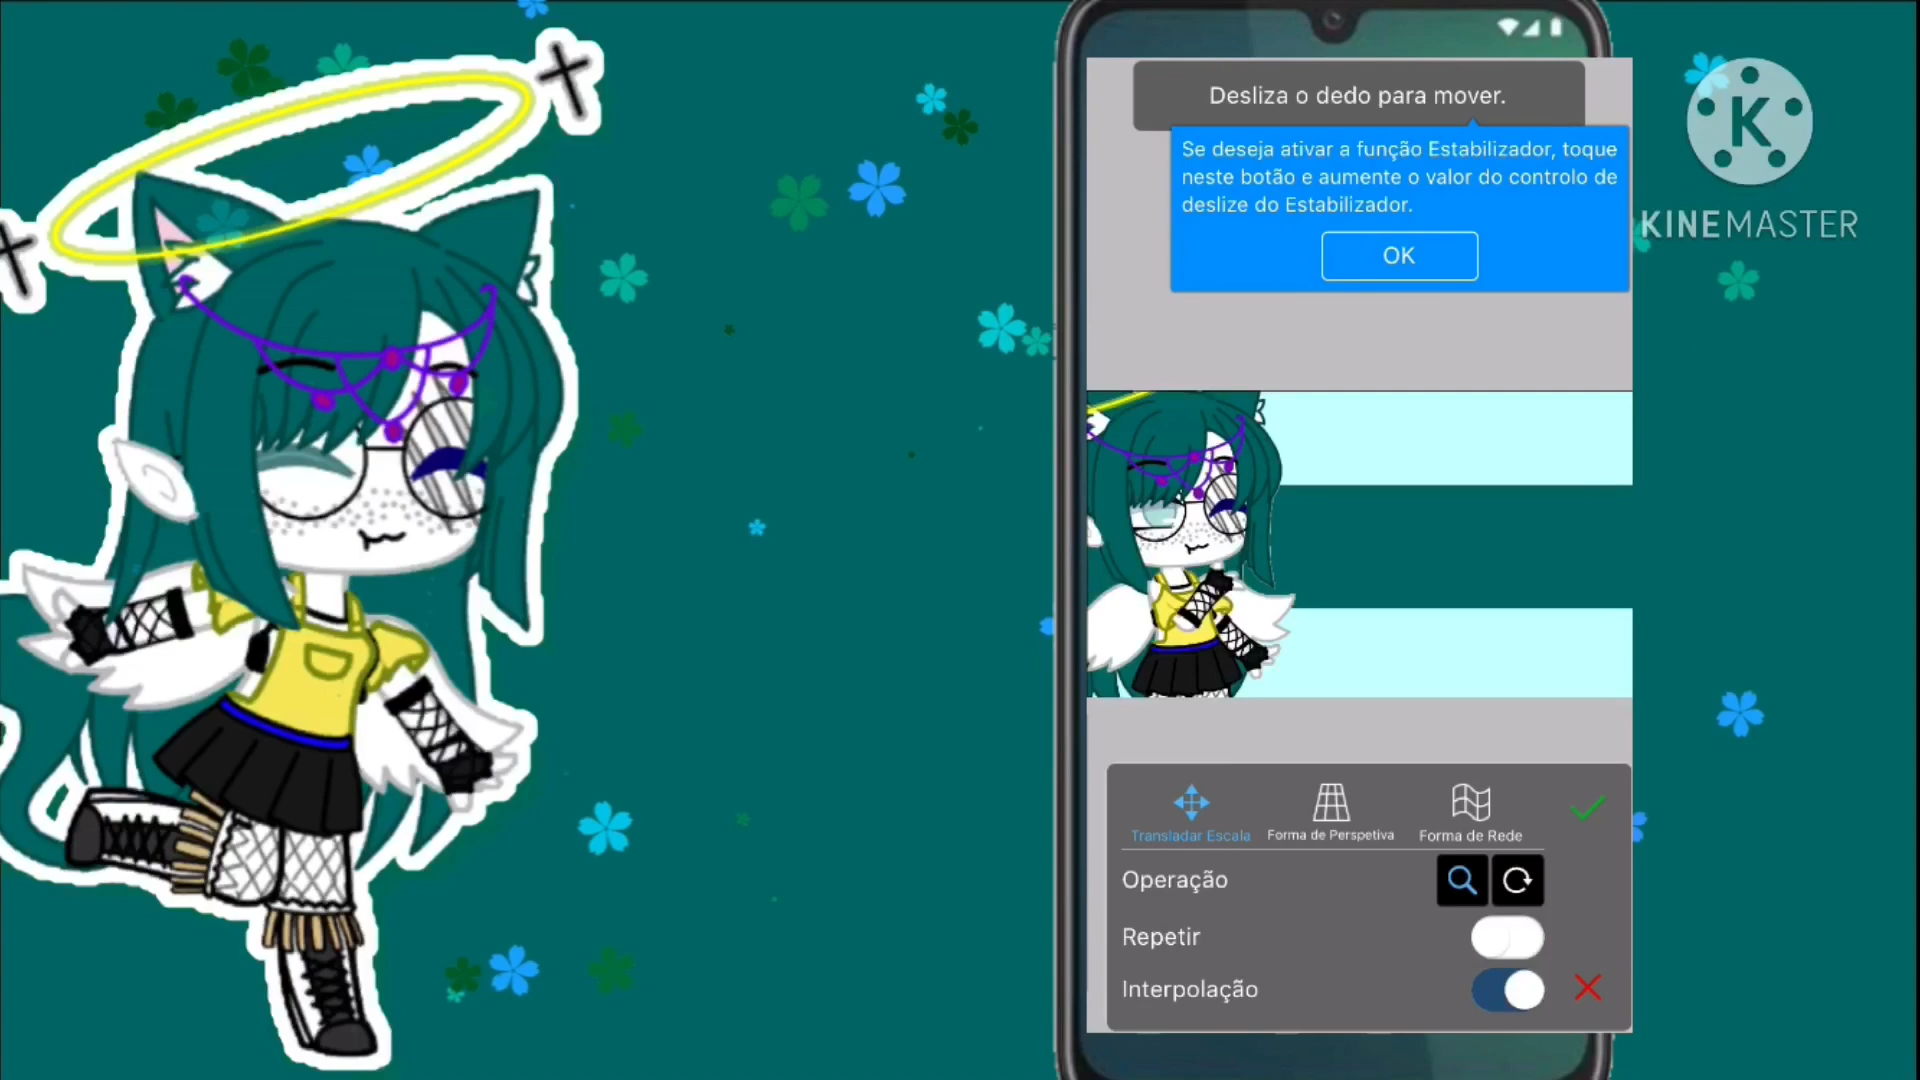 Desliza o dedo para mover.
Se deseja ativar a função Estabilizador, toque
neste botão e aumente o valor do controlo de
deslize do Estabilizador.
OK
K
KINEMASTER
Transladar Escala
Forma de Perspetiva
Forma de Rede
Operação
Repetir
Interpolação